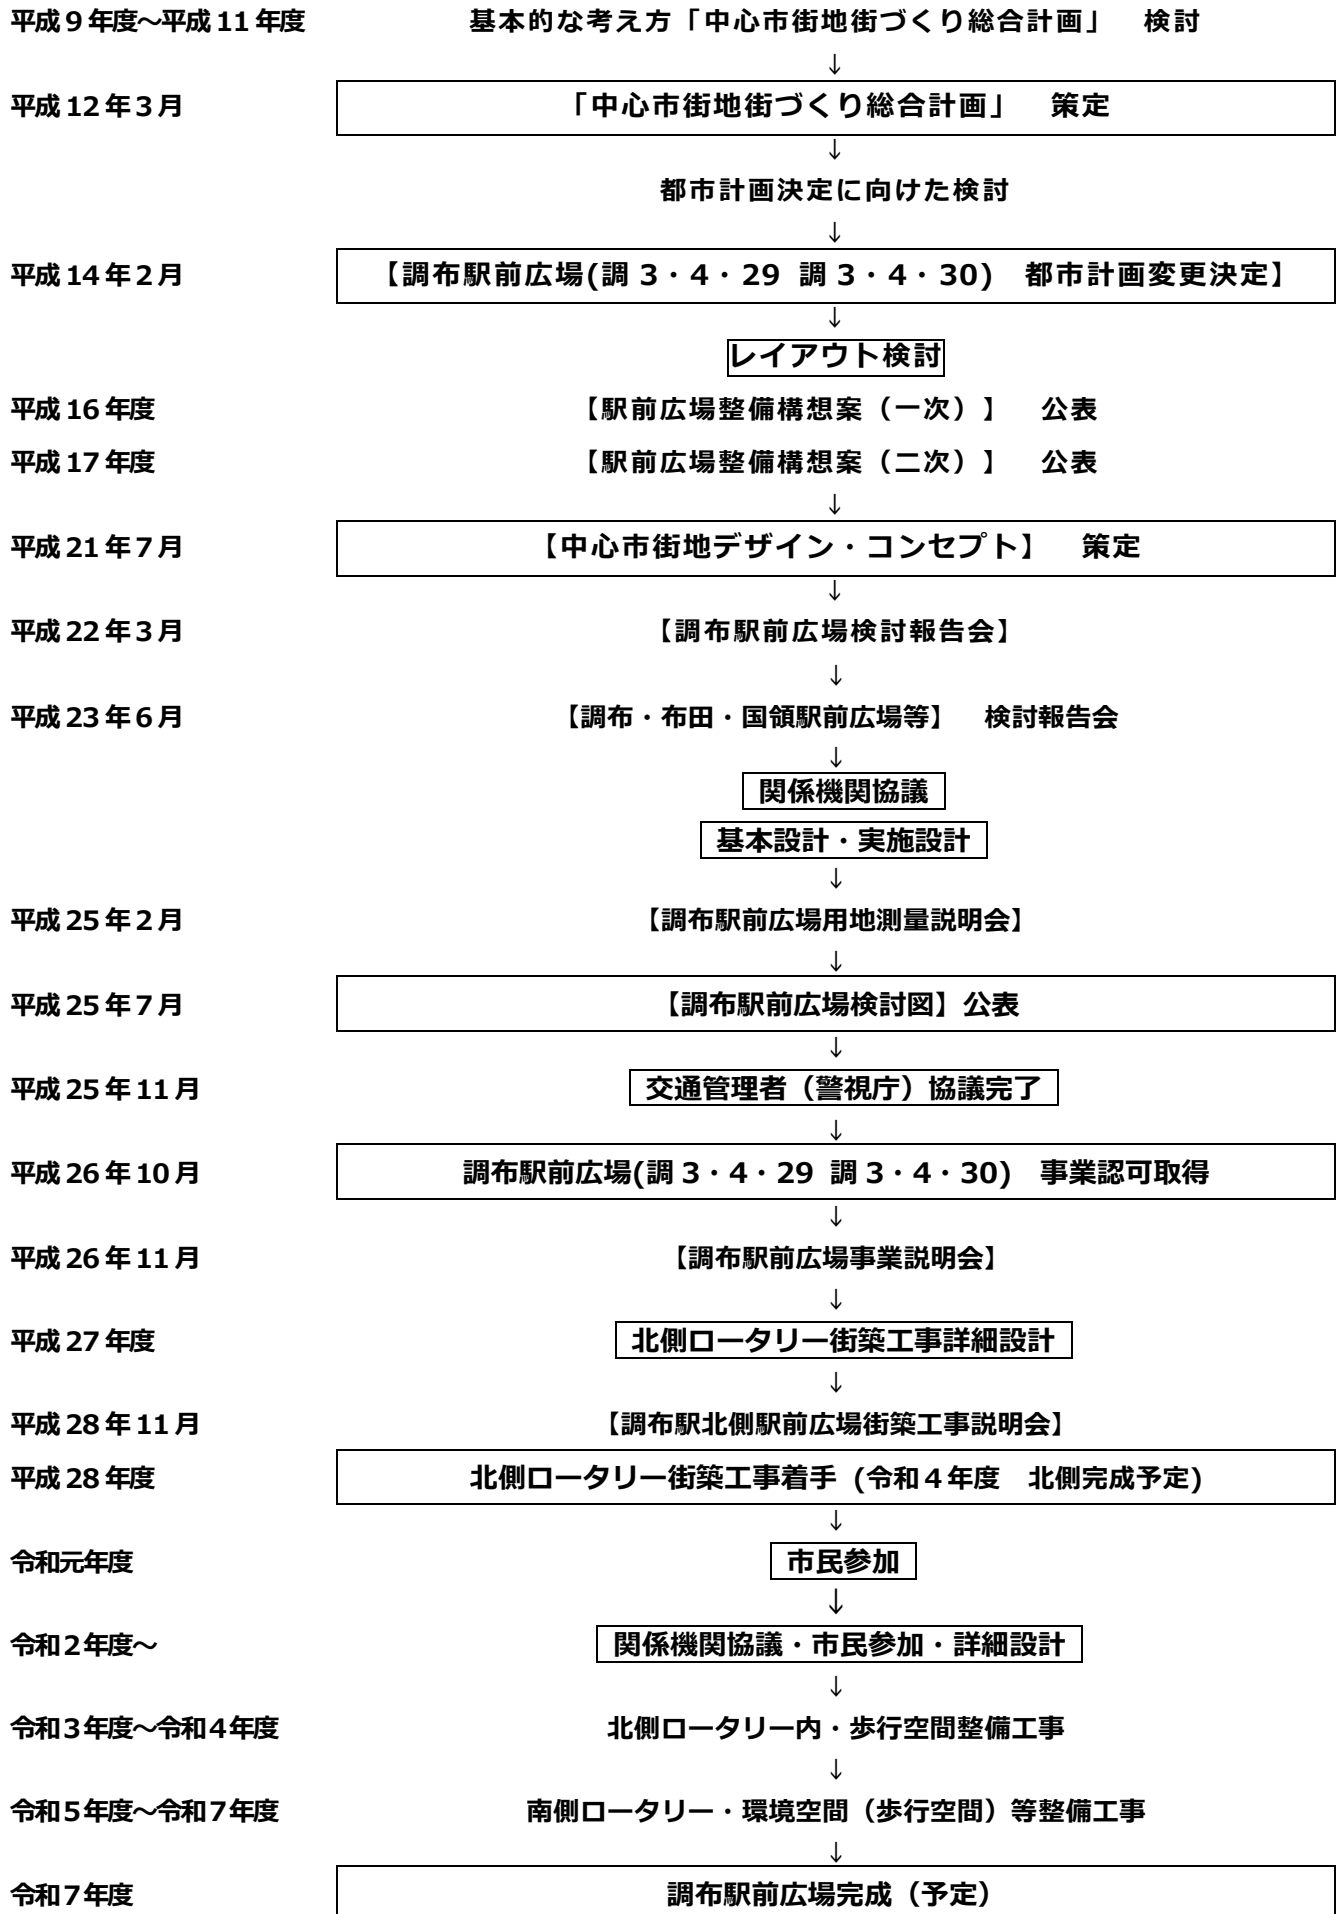 平成９年度～平成11年度　基本的な考え方「中心市街地街づくり総合計画」　検討
↓
平成12年３月　「中心市街地街づくり総合計画」　策定
↓
都市計画決定に向けた検討
↓
平成14年２月　【調布駅前広場(調３・４・29 調３・４・30)　都市計画変更決定】
↓
レイアウト検討
平成16年度　【駅前広場整備構想案（一次）】　公表
平成17年度　【駅前広場整備構想案（二次）】　公表
↓
平成21年７月　【中心市街地デザイン・コンセプト】　策定
↓
平成22年３月　【調布駅前広場検討報告会】
↓
平成23年６月　【調布・布田・国領駅前広場等】　検討報告会
↓
関係機関協議
基本設計・実施設計
↓
平成25年２月　【調布駅前広場用地測量説明会】
↓
平成25年７月　【調布駅前広場検討図】公表
↓
平成25年11月　交通管理者（警視庁）協議完了
↓
平成26年10月　調布駅前広場(調３・４・29 調３・４・30)　事業認可取得
↓
平成26年11月　【調布駅前広場事業説明会】
↓
平成27年度　北側ロータリー街築工事詳細設計
↓
平成28年11月　【調布駅北側駅前広場街築工事説明会】
平成28年度　北側ロータリー街築工事着手 (令和４年度　北側完成予定)
↓
令和元年度　市民参加
↓
令和２年度～　関係機関協議・市民参加・詳細設計
↓
令和３年度～令和４年度　北側ロータリー内・歩行空間整備工事
↓
令和５年度～令和７年度　南側ロータリー・環境空間（歩行空間）等整備工事
↓
令和７年度　調布駅前広場完成（予定）